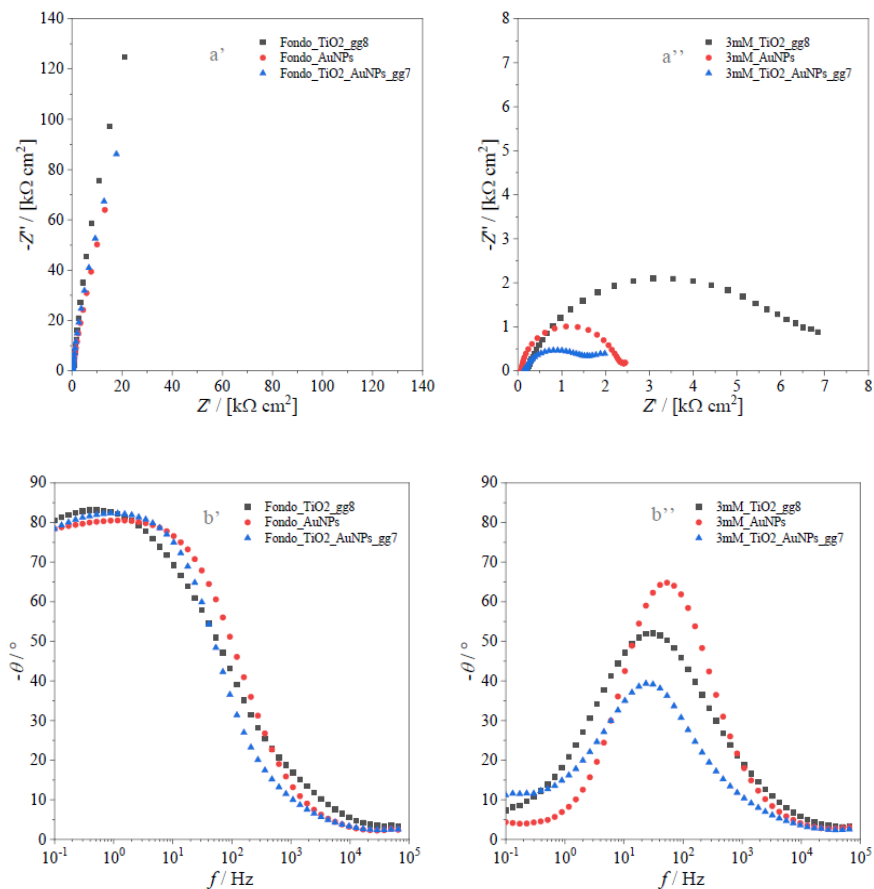 a'
Fondo_TiO2_gg8
Fondo_AuNPs
Fondo_TiO2_AuNPs_gg7
140
120
100
80
60
40
20
0
-Z'' / [kΩ cm²]
0 20 40 60 80 100 120 140
Z' / [kΩ cm²]
a''
3mM_TiO2_gg8
3mM_AuNPs
3mM_TiO2_AuNPs_gg7
8
7
6
5
4
3
2
1
0
-Z'' / [kΩ cm²]
0 1 2 3 4 5 6 7 8
Z' / [kΩ cm²]
b'
Fondo_TiO2_gg8
Fondo_AuNPs
Fondo_TiO2_AuNPs_gg7
90
80
70
60
50
40
30
20
10
0
-θ / °
10⁻¹ 10⁰ 10¹ 10² 10³ 10⁴ 10⁵
f / Hz
b''
3mM_TiO2_gg8
3mM_AuNPs
3mM_TiO2_AuNPs_gg7
90
80
70
60
50
40
30
20
10
0
-θ / °
10⁻¹ 10⁰ 10¹ 10² 10³ 10⁴ 10⁵
f / Hz